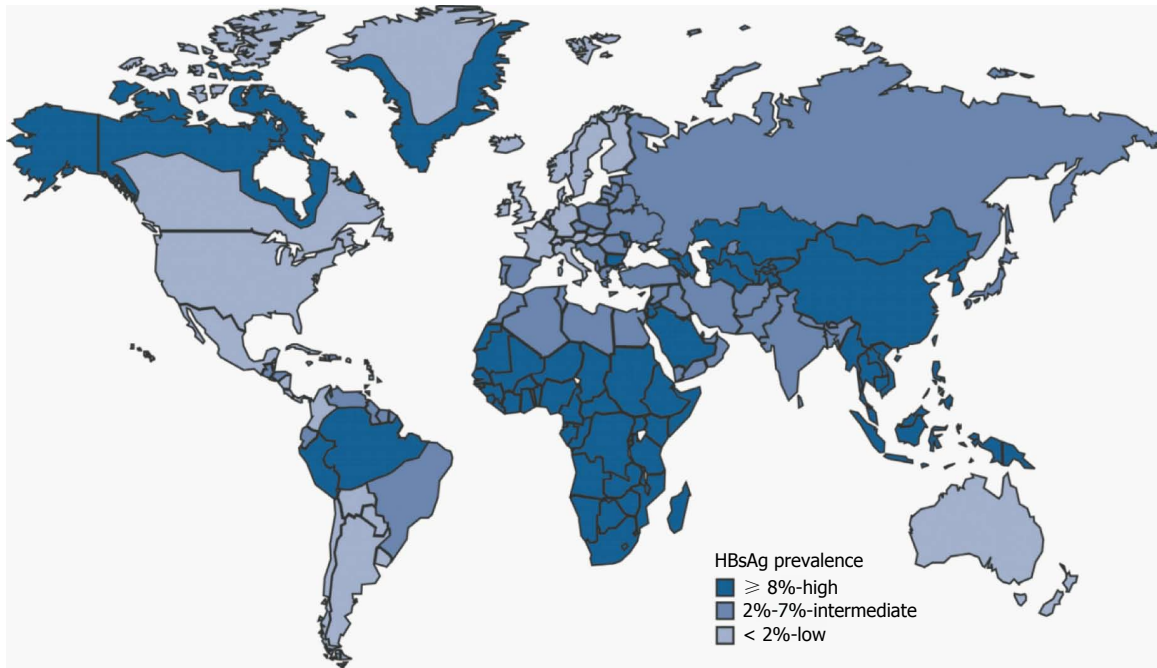 HBsAg prevalence
≥ 8%-high
2%-7%-intermediate
< 2%-low